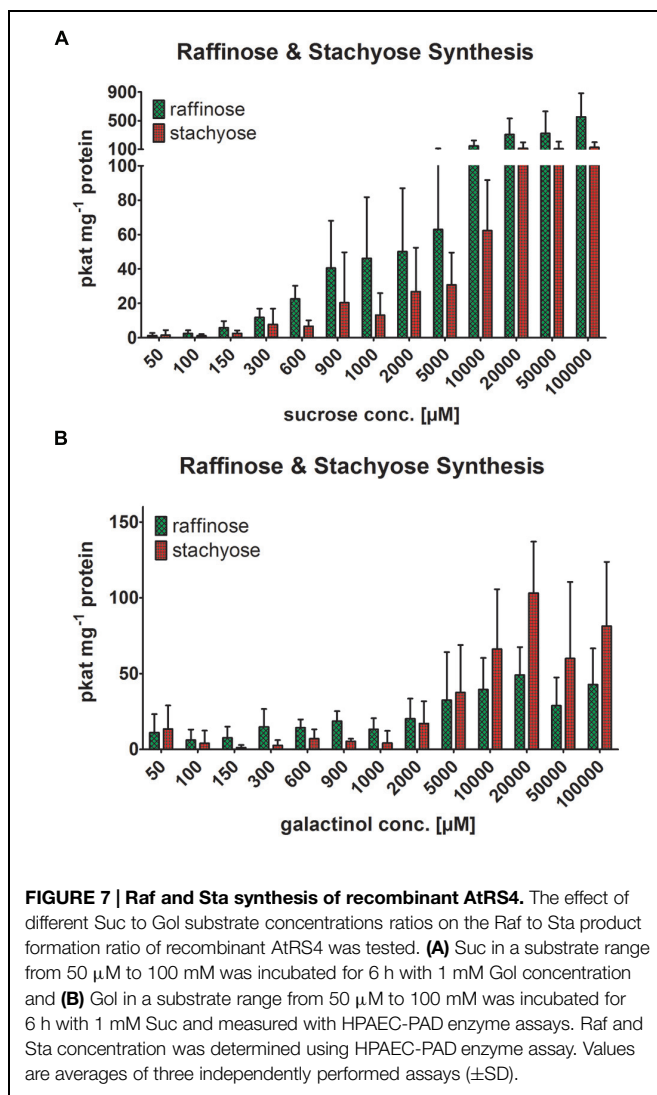 A
Raffinose & Stachyose Synthesis
900
500
100
100
80
60
40
20
0
pkat mg-1 protein
raffinose
stachyose
50 100 150 300 600 900 1000 2000 5000 10000 20000 50000 100000
sucrose conc. [µM]
B
Raffinose & Stachyose Synthesis
150
100
50
0
pkat mg-1 protein
raffinose
stachyose
50 100 150 300 600 900 1000 2000 5000 10000 20000 50000 100000
galactinol conc. [µM]
FIGURE 7 | Raf and Sta synthesis of recombinant AtRS4. The effect of
different Suc to Gol substrate concentrations ratios on the Raf to Sta product
formation ratio of recombinant AtRS4 was tested. (A) Suc in a substrate range
from 50 µM to 100 mM was incubated for 6 h with 1 mM Gol concentration
and (B) Gol in a substrate range from 50 µM to 100 mM was incubated for
6 h with 1 mM Suc and measured with HPAEC-PAD enzyme assays. Raf and
Sta concentration was determined using HPAEC-PAD enzyme assay. Values
are averages of three independently performed assays (±SD).